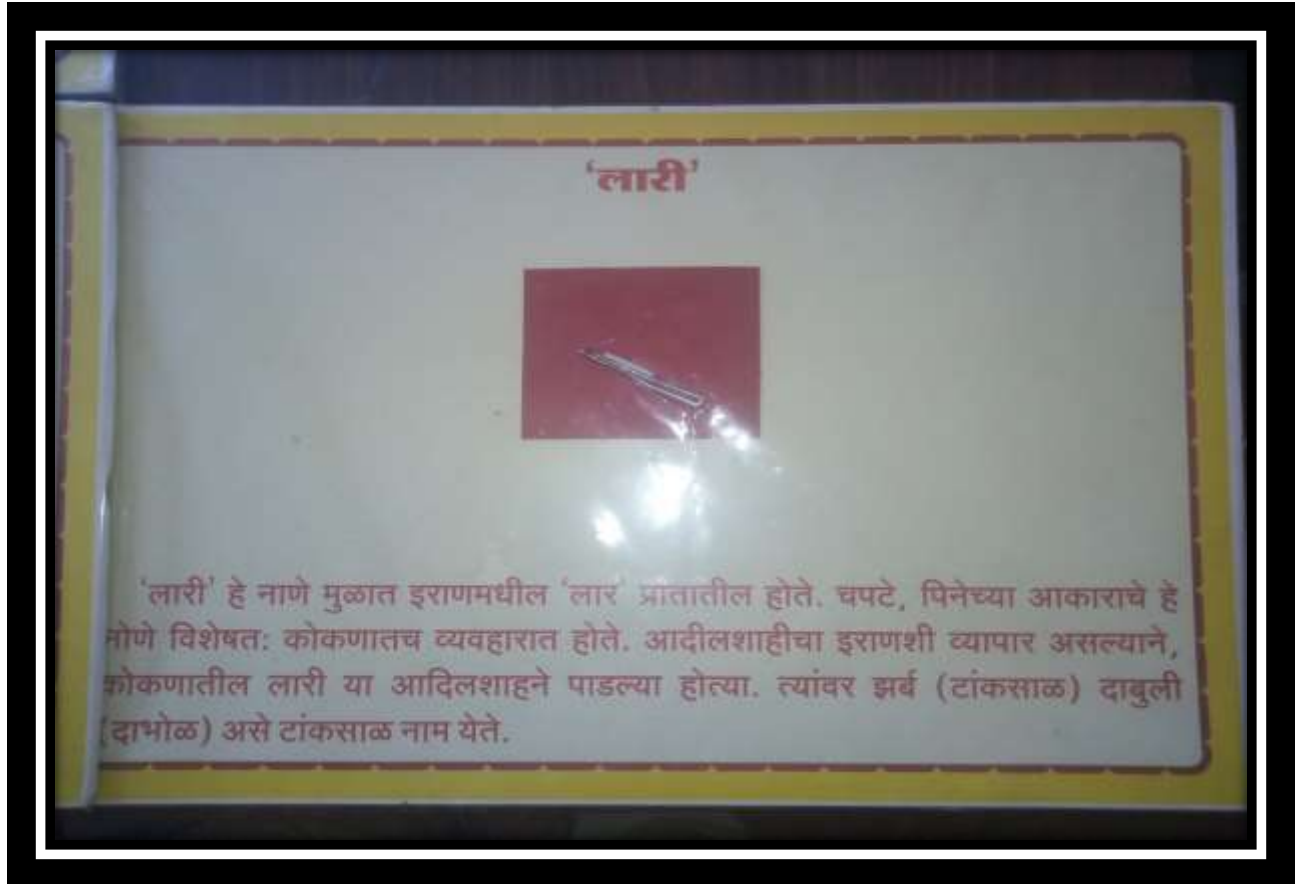 ‘लारी’
‘लारी’ हे नाणे मुळात इराणमधील ‘लार’ प्रांतातील होते. चपटे, पिनेच्या आकाराचे हे
नाणे विशेषत: कोकणातच व्यवहारात होते. आदीलशाहीचा इराणशी व्यापार असल्याने,
कोकणातील लारी या आदिलशाहने पाडल्या होत्या. त्यांवर झर्ब (टांकसाळ) दाबुली
(दाभोळ) असे टांकसाळ नाम येते.